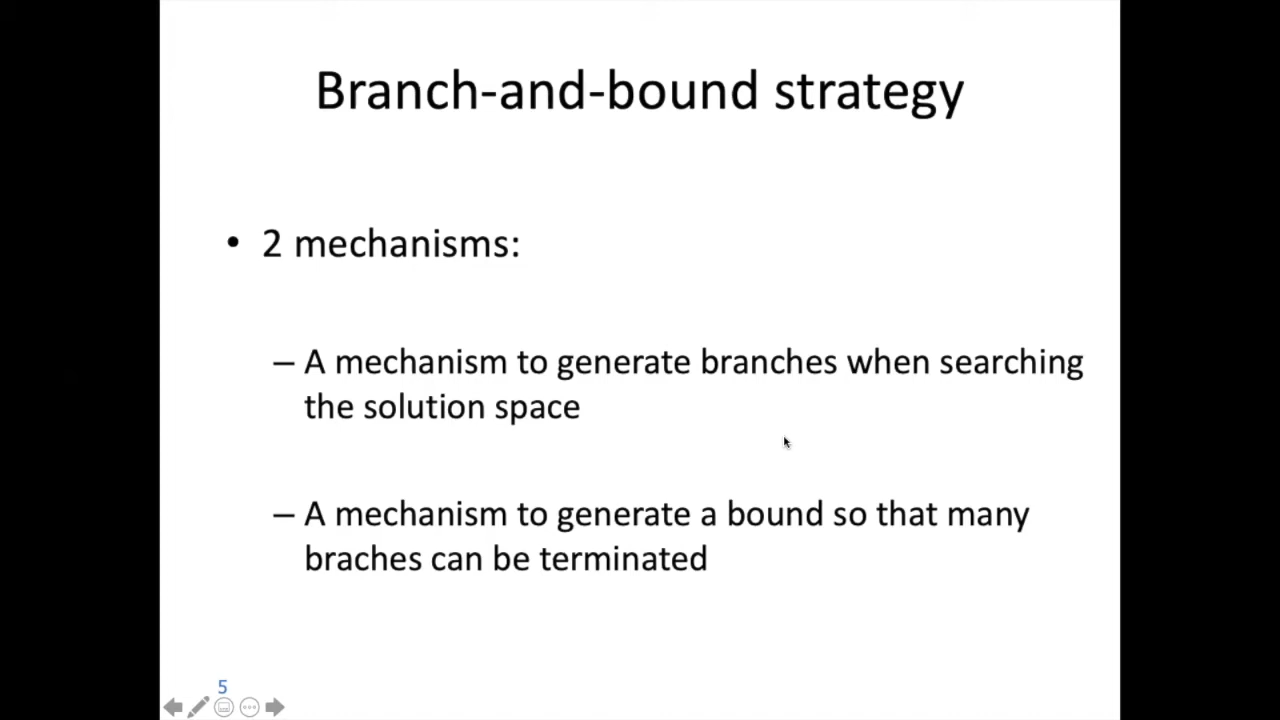 Branch-and-bound strategy
• 2 mechanisms:
– A mechanism to generate branches when searching
the solution space
– A mechanism to generate a bound so that many
braches can be terminated
5